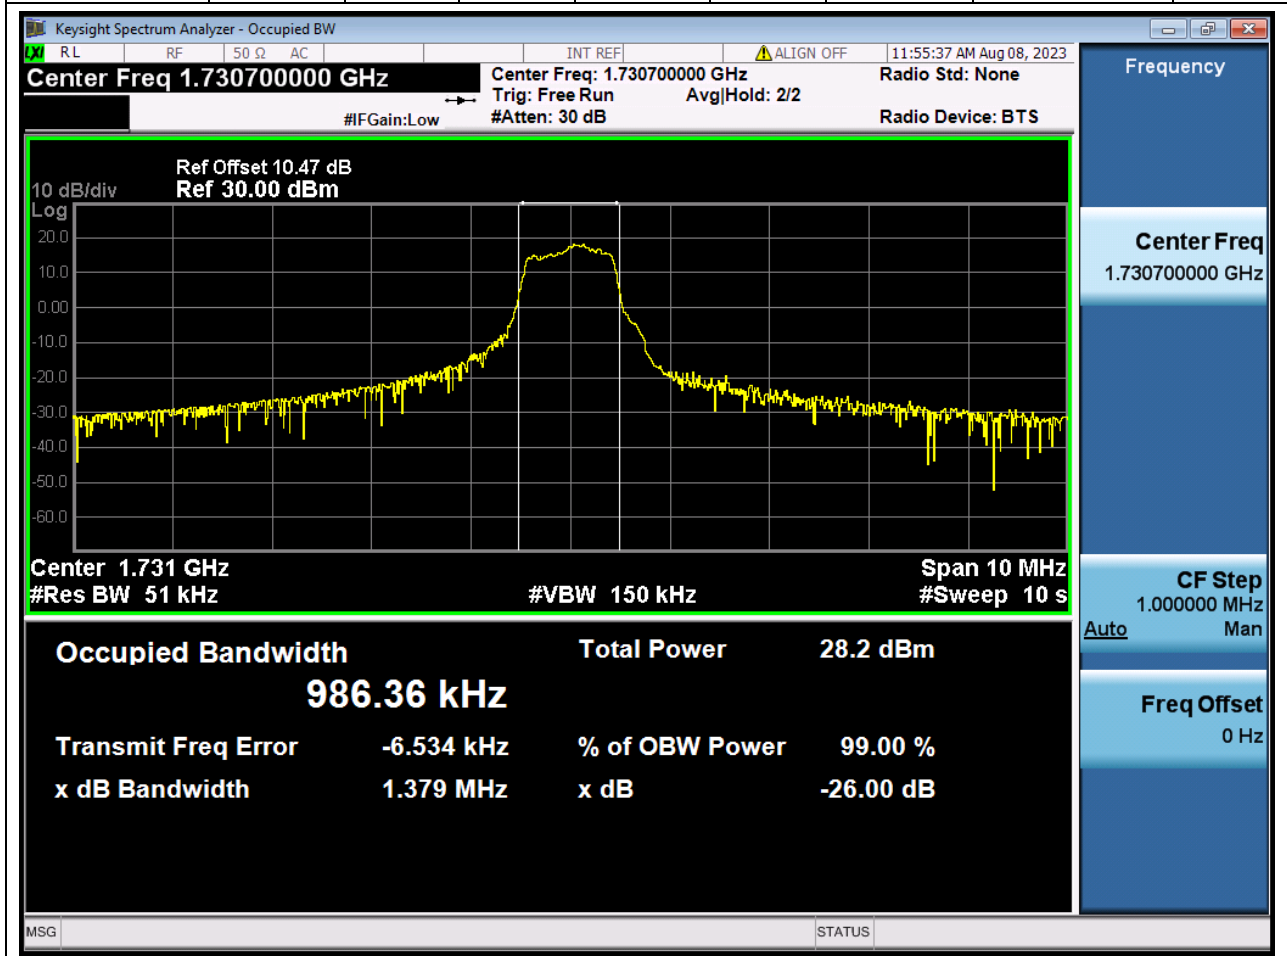 Keysight Spectrum Analyzer - Occupied BW
LXI RL RF 50 Ω AC INT REF ALIGN OFF 11:55:37 AM Aug 08, 2023
Center Freq 1.730700000 GHz
Center Freq: 1.730700000 GHz Radio Std: None
Trig: Free Run Avg|Hold: 2/2
#IFGain:Low #Atten: 30 dB Radio Device: BTS
Ref Offset 10.47 dB
10 dB/div Ref 30.00 dBm
Log
20.0
10.0
0.00
-10.0
-20.0
-30.0
-40.0
-50.0
-60.0
Center 1.731 GHz Span 10 MHz
#Res BW 51 kHz #VBW 150 kHz #Sweep 10 s
Occupied Bandwidth Total Power 28.2 dBm
986.36 kHz
Transmit Freq Error -6.534 kHz % of OBW Power 99.00 %
x dB Bandwidth 1.379 MHz x dB -26.00 dB
MSG STATUS
Frequency
Center Freq
1.730700000 GHz
CF Step
1.000000 MHz
Auto Man
Freq Offset
0 Hz